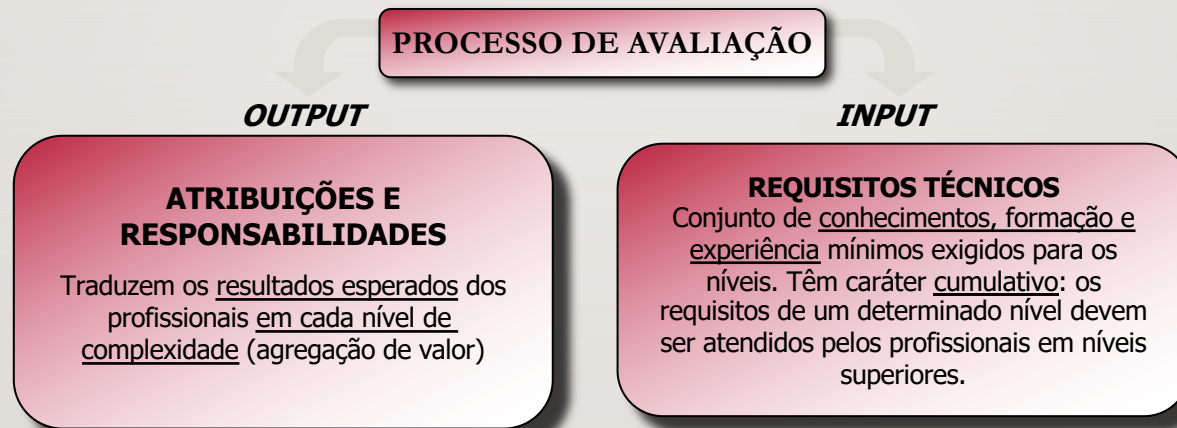 PROCESSO DE AVALIAÇÃO
OUTPUT
ATRIBUIÇÕES E
RESPONSABILIDADES
Traduzem os resultados esperados dos
profissionais em cada nível de
complexidade (agregação de valor)
INPUT
REQUISITOS TÉCNICOS
Conjunto de conhecimentos, formação e
experiência mínimos exigidos para os
níveis. Têm caráter cumulativo: os
requisitos de um determinado nível devem
ser atendidos pelos profissionais em níveis
superiores.